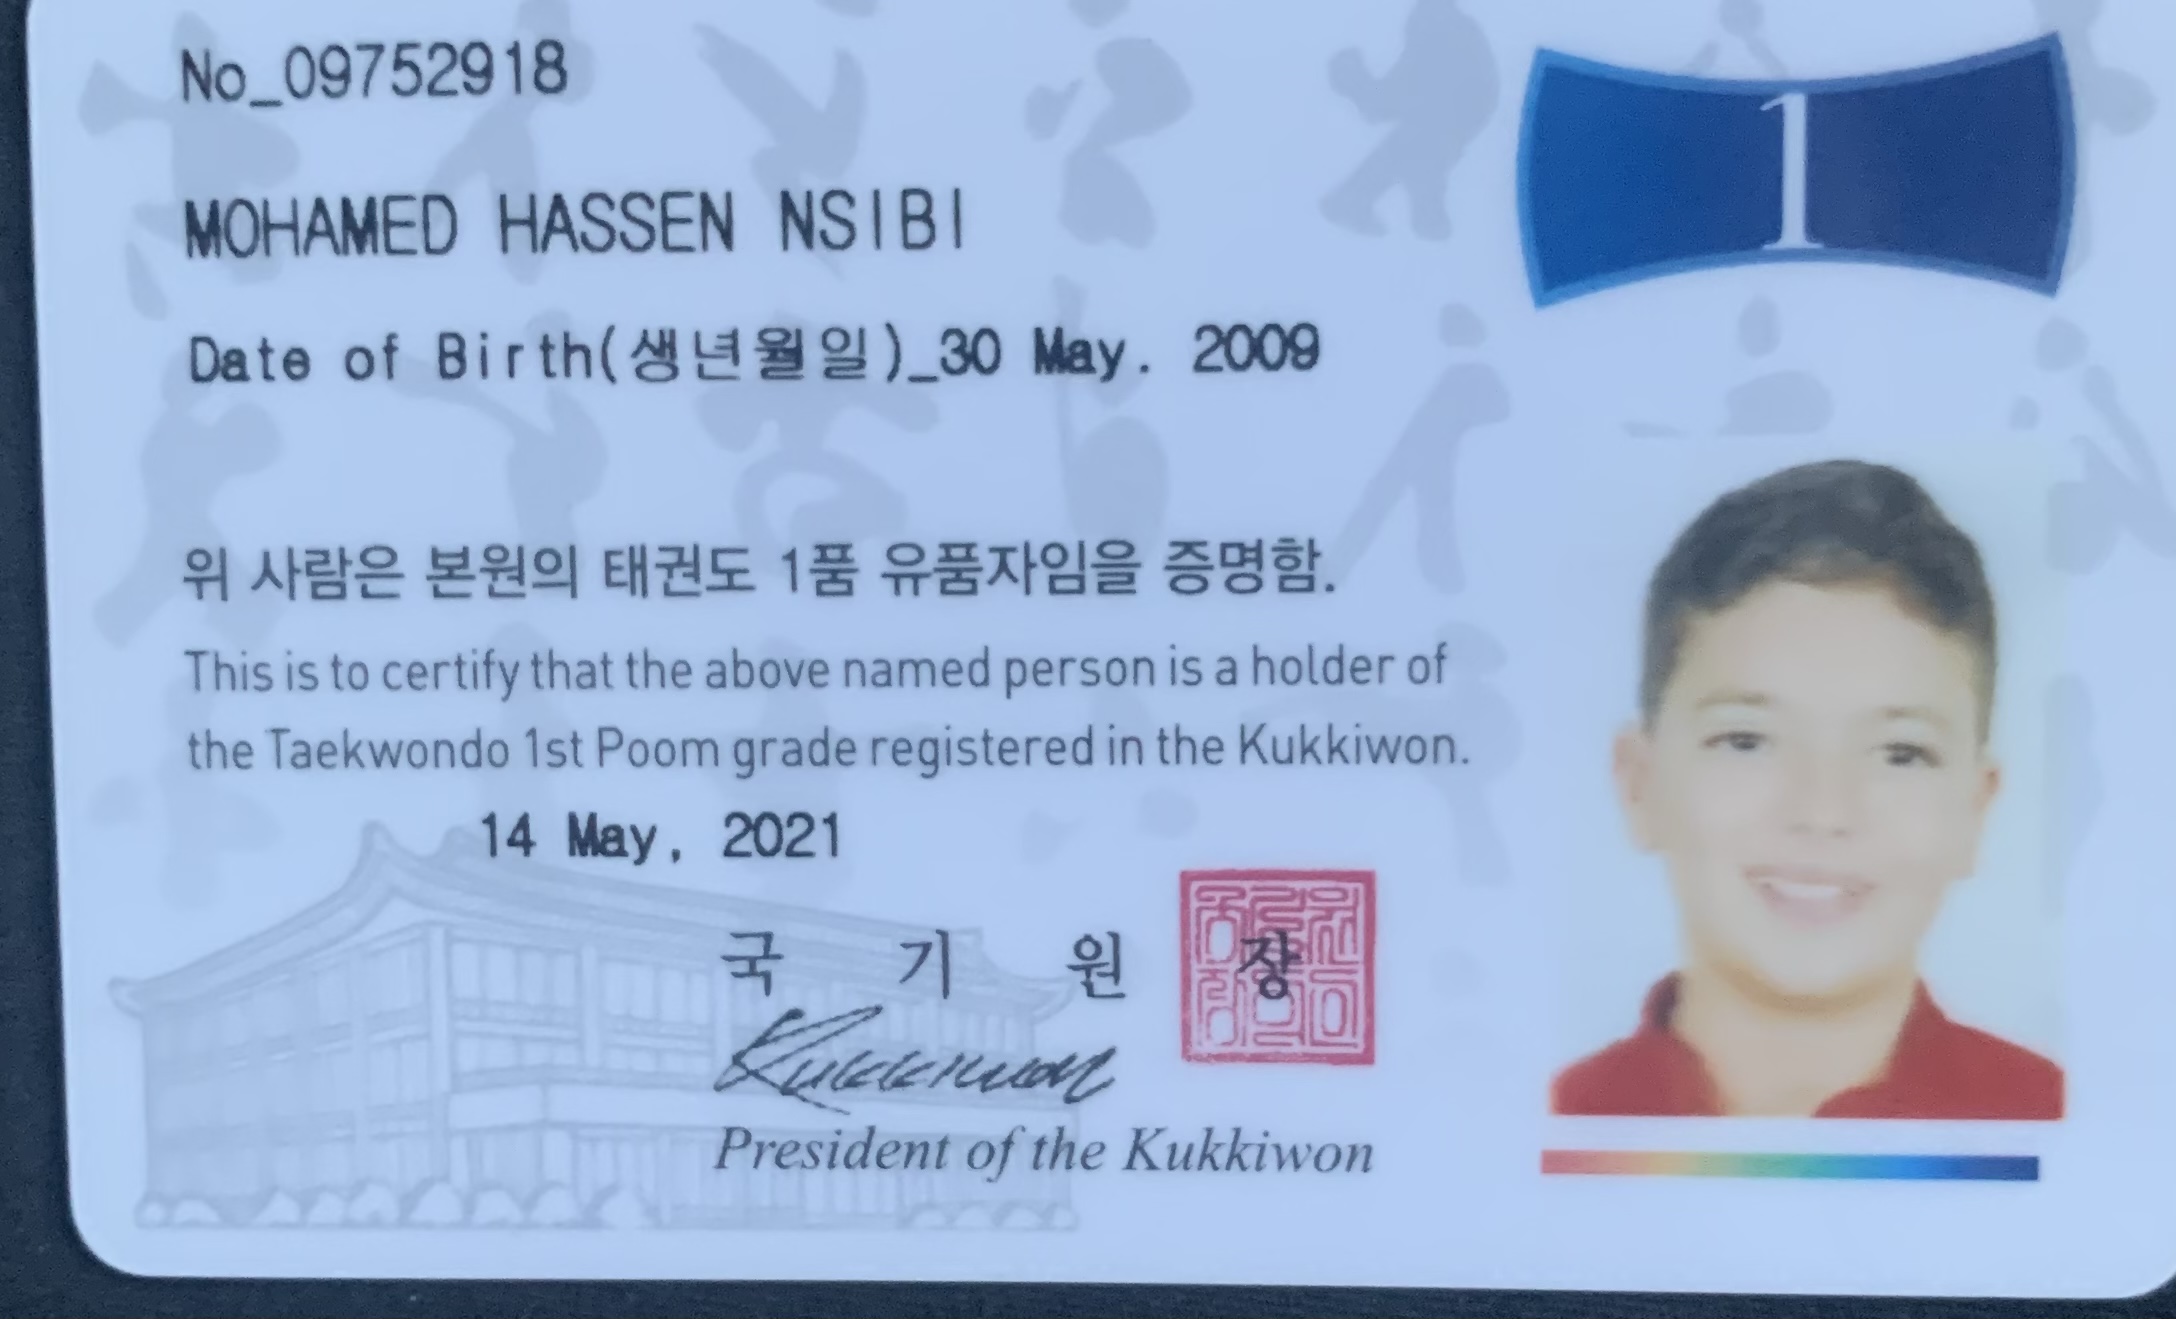 No_09752918
1
MOHAMED HASSEN NSIBI
Date of Birth(생년월일)_30 May. 2009
위 사람은 본원의 태권도 1품 유품자임을 증명함.
This is to certify that the above named person is a holder of
the Taekwondo 1st Poom grade registered in the Kukkiwon.
14 May, 2021
국 기 원 장
Kukkiwon
President of the Kukkiwon